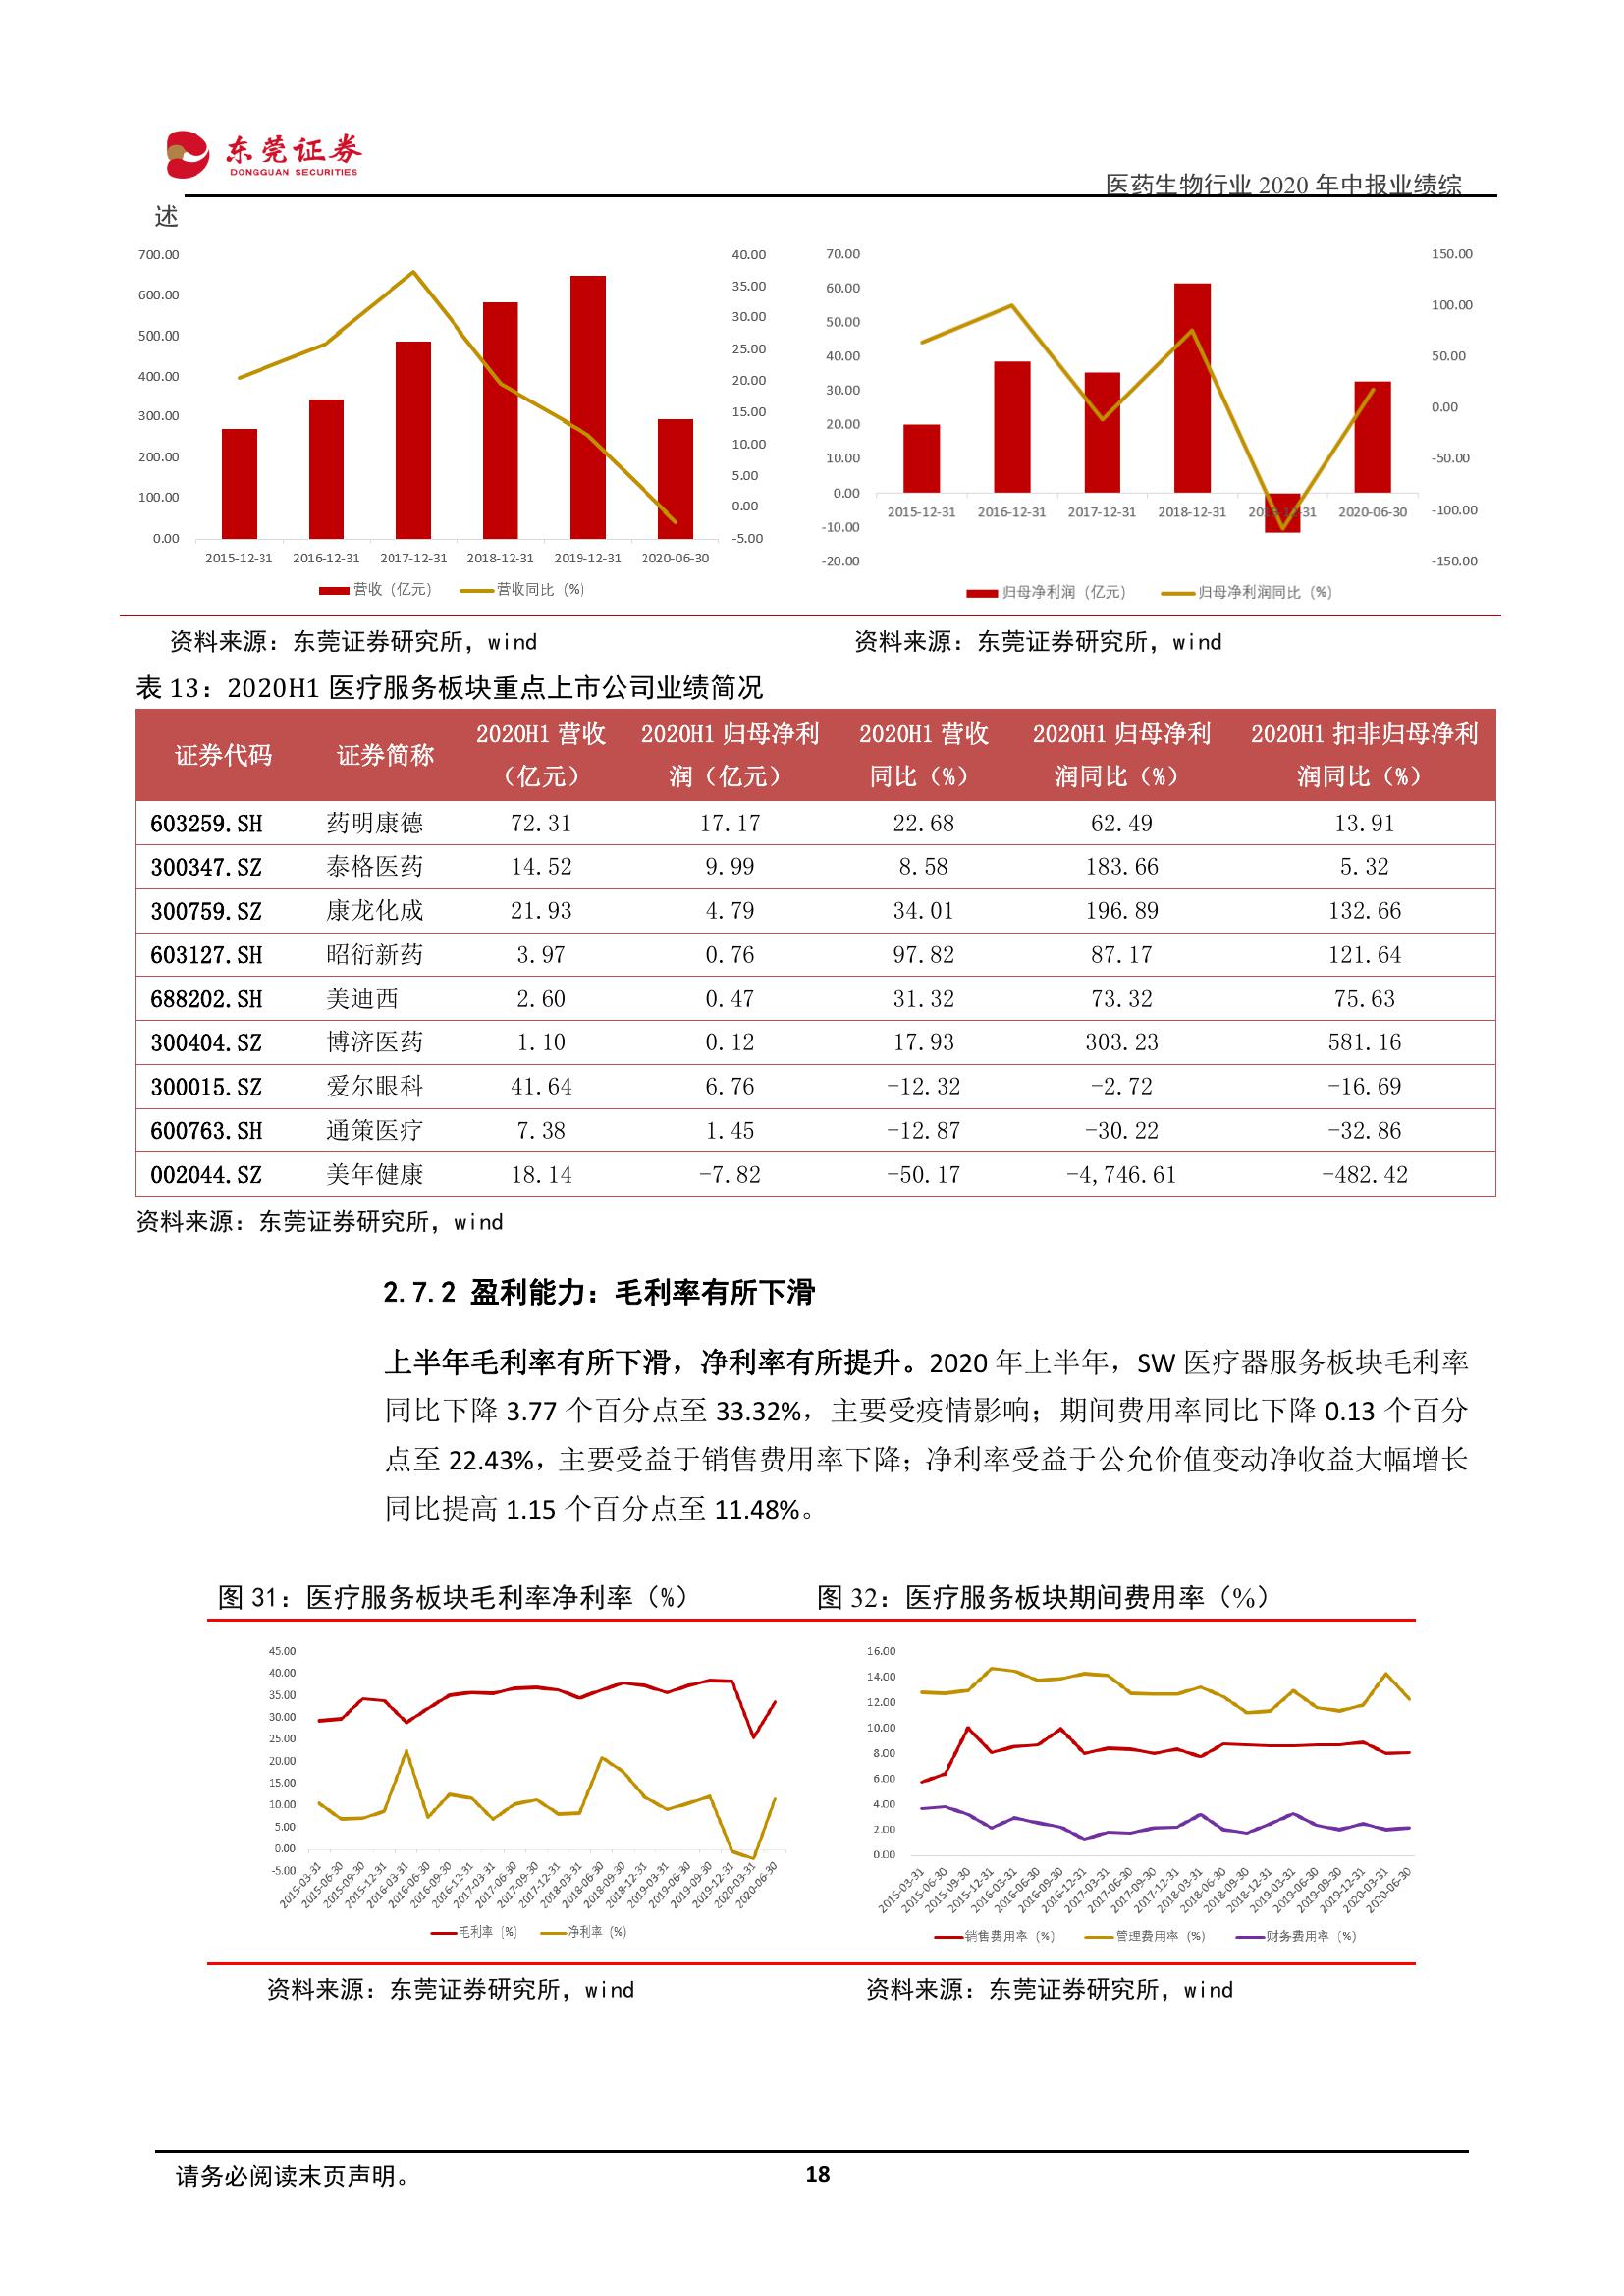 东莞证券
DONGGUAN SECURITIES
医药生物行业 2020 年中报业绩综
述
700.00
600.00
500.00
400.00
300.00
200.00
100.00
0.00
40.00
35.00
30.00
25.00
20.00
15.00
10.00
5.00
0.00
-5.00
2015-12-31 2016-12-31 2017-12-31 2018-12-31 2019-12-31 2020-06-30
营收（亿元） 营收同比（%）
70.00
60.00
50.00
40.00
30.00
20.00
10.00
0.00
-10.00
-20.00
150.00
100.00
50.00
0.00
-50.00
-100.00
-150.00
2015-12-31 2016-12-31 2017-12-31 2018-12-31 2020-06-30
归母净利润（亿元） 归母净利润同比（%）
资料来源：东莞证券研究所，wind 资料来源：东莞证券研究所，wind
表 13：2020H1 医疗服务板块重点上市公司业绩简况
证券代码 证券简称 2020H1 营收（亿元） 2020H1 归母净利润（亿元） 2020H1 营收同比（%） 2020H1 归母净利润同比（%） 2020H1 扣非归母净利润同比（%）
603259.SH 药明康德 72.31 17.17 22.68 62.49 13.91
300347.SZ 泰格医药 14.52 9.99 8.58 183.66 5.32
300759.SZ 康龙化成 21.93 4.79 34.01 196.89 132.66
603127.SH 昭衍新药 3.97 0.76 97.82 87.17 121.64
688202.SH 美迪西 2.60 0.47 31.32 73.32 75.63
300404.SZ 博济医药 1.10 0.12 17.93 303.23 581.16
300015.SZ 爱尔眼科 41.64 6.76 -12.32 -2.72 -16.69
600763.SH 通策医疗 7.38 1.45 -12.87 -30.22 -32.86
002044.SZ 美年健康 18.14 -7.82 -50.17 -4,746.61 -482.42
资料来源：东莞证券研究所，wind
2.7.2 盈利能力：毛利率有所下滑
上半年毛利率有所下滑，净利率有所提升。2020 年上半年，SW 医疗器服务板块毛利率
同比下降 3.77 个百分点至 33.32%，主要受疫情影响；期间费用率同比下降 0.13 个百分
点至 22.43%，主要受益于销售费用率下降；净利率受益于公允价值变动净收益大幅增长
同比提高 1.15 个百分点至 11.48%。
图 31：医疗服务板块毛利率净利率（%） 图 32：医疗服务板块期间费用率（%）
45.00
40.00
35.00
30.00
25.00
20.00
15.00
10.00
5.00
0.00
-5.00
2015-03-31 2015-06-30 2015-09-30 2015-12-31 2016-03-31 2016-06-30 2016-09-30 2016-12-31 2017-03-31 2017-06-30 2017-09-30 2017-12-31 2018-03-31 2018-06-30 2018-09-30 2018-12-31 2019-03-31 2019-06-30 2019-09-30 2019-12-31 2020-03-31 2020-06-30
毛利率（%） 净利率（%）
16.00
14.00
12.00
10.00
8.00
6.00
4.00
2.00
0.00
2015-03-31 2015-06-30 2015-09-30 2015-12-31 2016-03-31 2016-06-30 2016-09-30 2016-12-31 2017-03-31 2017-06-30 2017-09-30 2017-12-31 2018-03-31 2018-06-30 2018-09-30 2018-12-31 2019-03-31 2019-06-30 2019-09-30 2019-12-31 2020-03-31 2020-06-30
销售费用率（%） 管理费用率（%） 财务费用率（%）
资料来源：东莞证券研究所，wind 资料来源：东莞证券研究所，wind
请务必阅读末页声明。 18